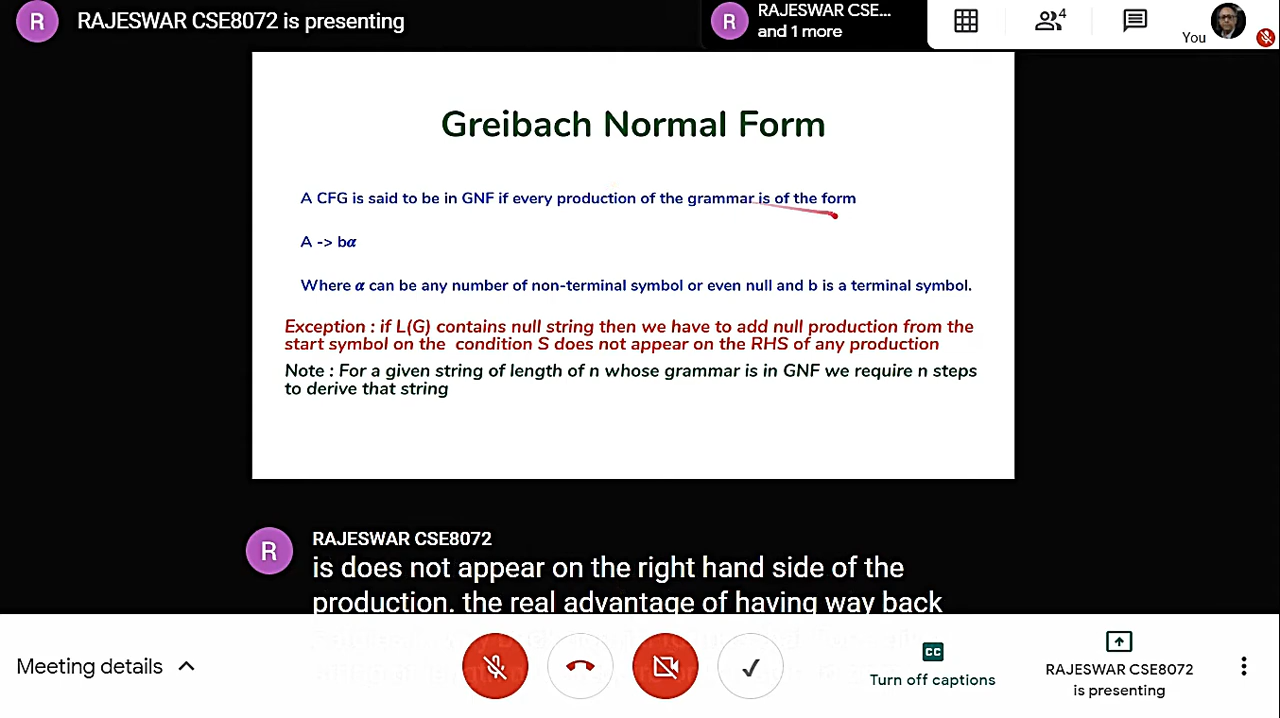 R
RAJESWAR CSE8072 is presenting
R
RAJESWAR CSE...
and 1 more
4
You
Greibach Normal Form
A CFG is said to be in GNF if every production of the grammar is of the form
A -> bα
Where α can be any number of non-terminal symbol or even null and b is a terminal symbol.
Exception : if L(G) contains null string then we have to add null production from the
start symbol on the condition S does not appear on the RHS of any production
Note : For a given string of length of n whose grammar is in GNF we require n steps
to derive that string
R
RAJESWAR CSE8072
is does not appear on the right hand side of the
production. the real advantage of having way back
Meeting details
CC
Turn off captions
RAJESWAR CSE8072
is presenting